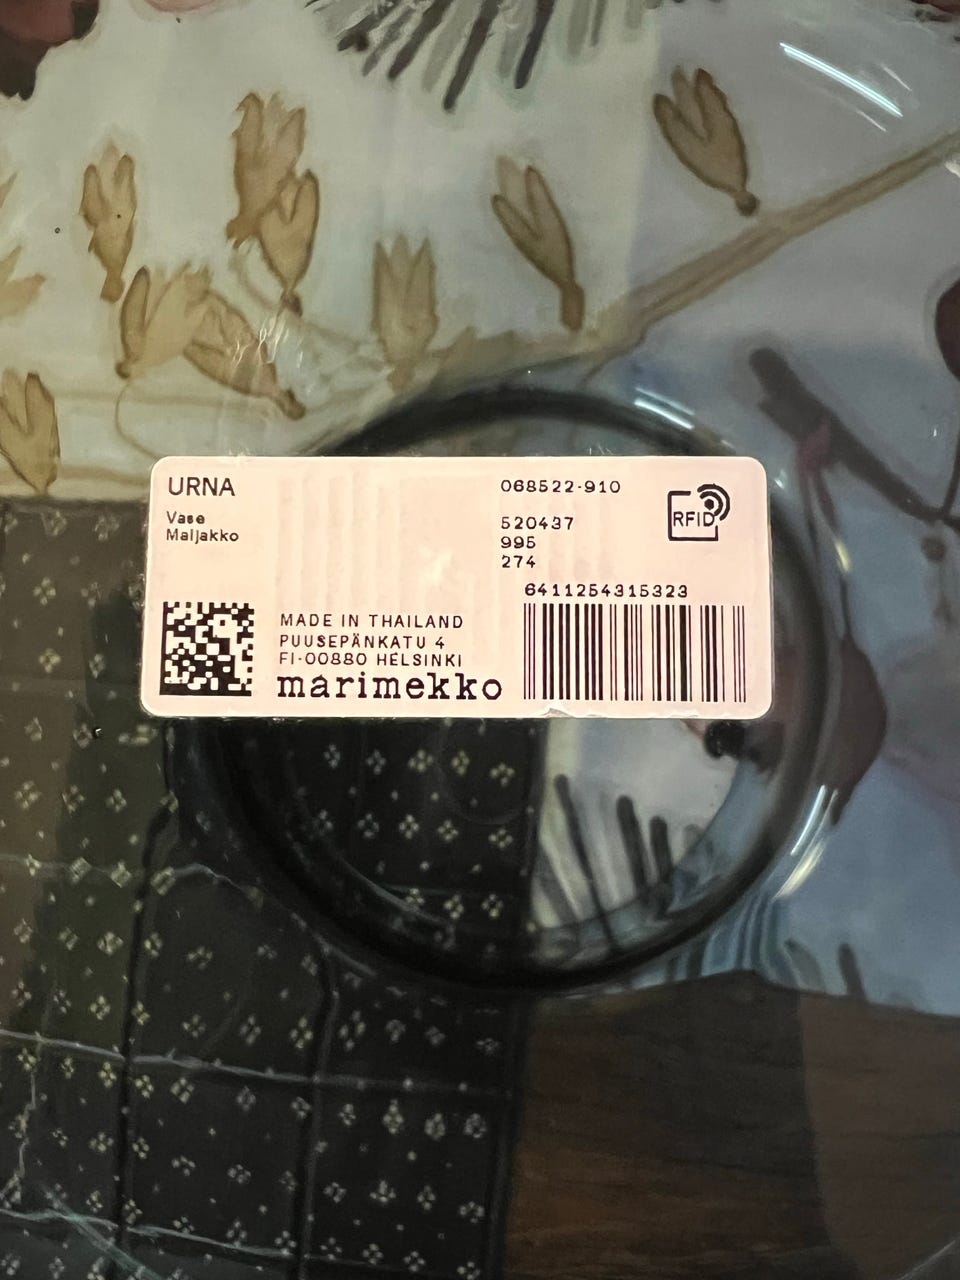 URNA
Vase
Maljakko
068522-910
520437
995
274
RFID
6411254315323
MADE IN THAILAND
PUUSEPÄNKATU 4
FI-00880 HELSINKI
marimekko